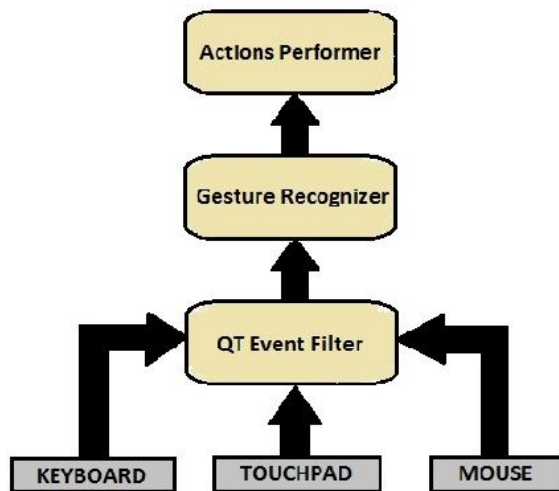 Actions Performer
Gesture Recognizer
QT Event Filter
KEYBOARD
TOUCHPAD
MOUSE